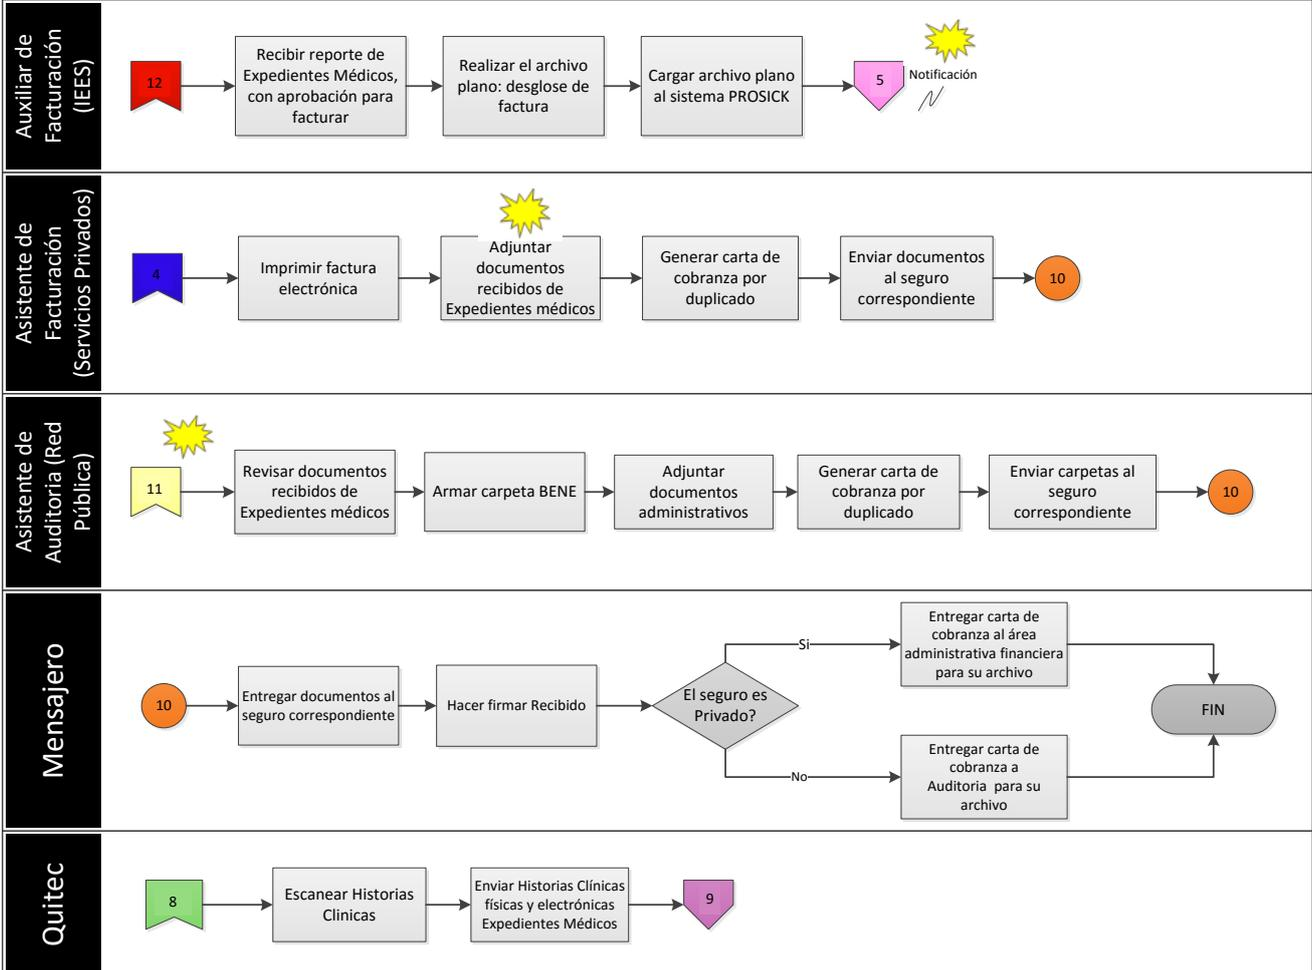 Auxiliar de
Facturación
(IEES)
12
Recibir reporte de
Expedientes Médicos,
con aprobación para
facturar
Realizar el archivo
plano: desglose de
factura
Cargar archivo plano
al sistema PROSICK
5
Notificación
Asistente de
Facturación
(Servicios Privados)
4
Imprimir factura
electrónica
Adjuntar
documentos
recibidos de
Expedientes médicos
Generar carta de
cobranza por
duplicado
Enviar documentos
al seguro
correspondiente
10
Asistente de
Auditoria (Red
Pública)
11
Revisar documentos
recibidos de
Expedientes médicos
Armar carpeta BENE
Adjuntar
documentos
administrativos
Generar carta de
cobranza por
duplicado
Enviar carpetas al
seguro
correspondiente
10
Mensajero
10
Entregar documentos al
seguro correspondiente
Hacer firmar Recibido
El seguro es
Privado?
Si
Entregar carta de
cobranza al área
administrativa financiera
para su archivo
No
Entregar carta de
cobranza a
Auditoria para su
archivo
FIN
Quitec
8
Escanear Historias
Clinicas
Enviar Historias Clínicas
físicas y electrónicas
Expedientes Médicos
9